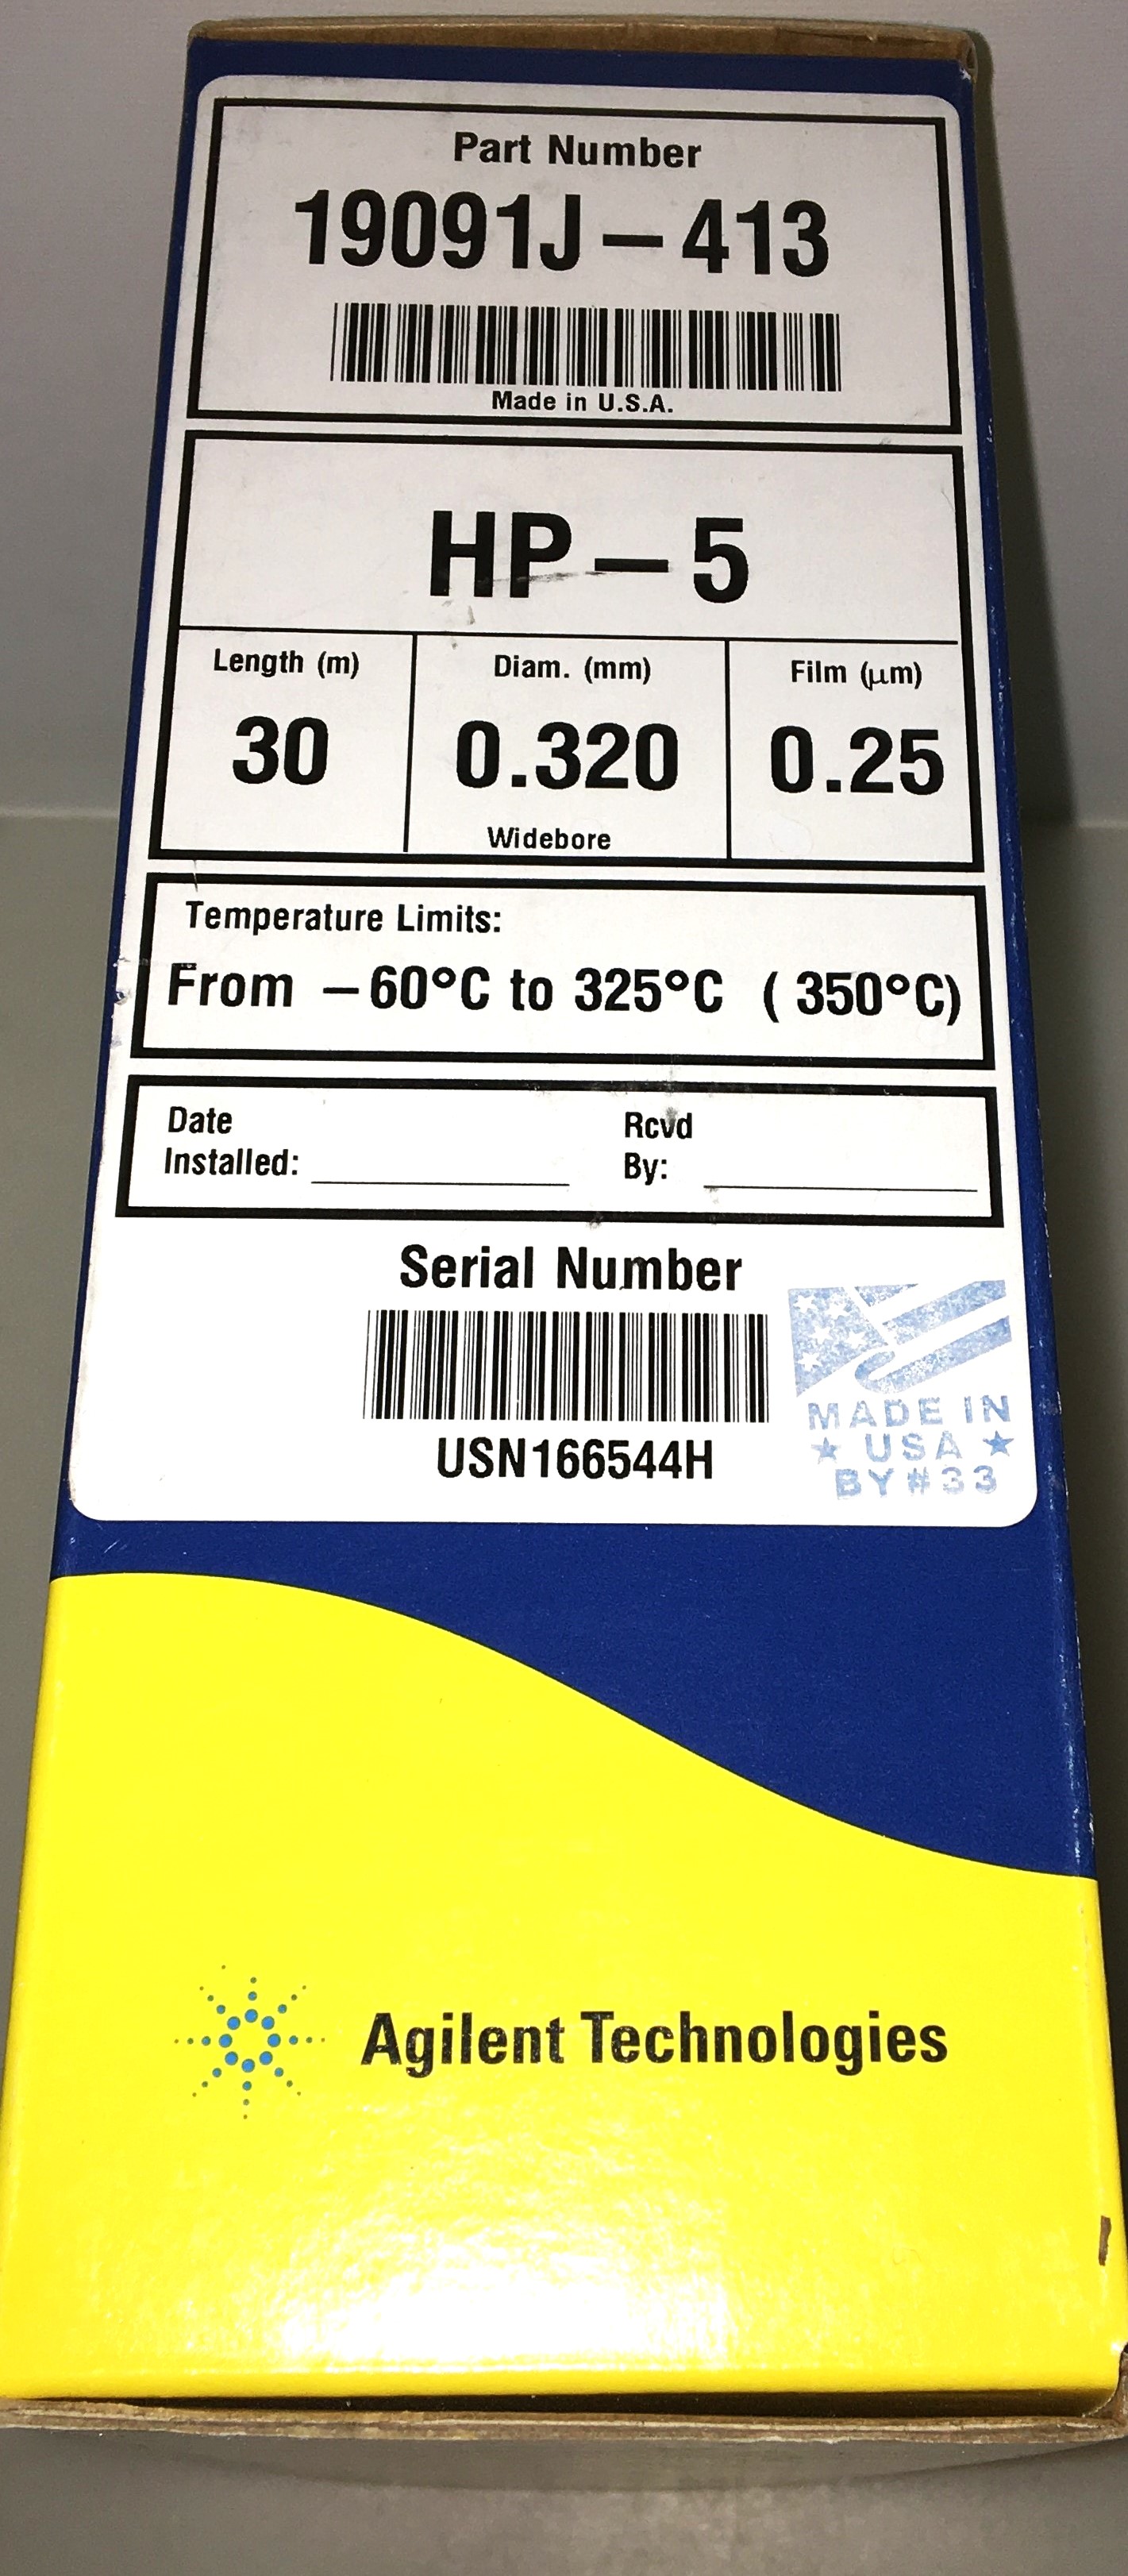 Part Number
19091J-413
Made in U.S.A.
HP-5
Length (m) Diam. (mm) Film (μm)
30 0.320 0.25
Widebore
Temperature Limits:
From -60°C to 325°C ( 350°C)
Date Rcvd
Installed: By:
Serial Number
USN166544H
MADE IN
★ USA ★
BY#33
Agilent Technologies